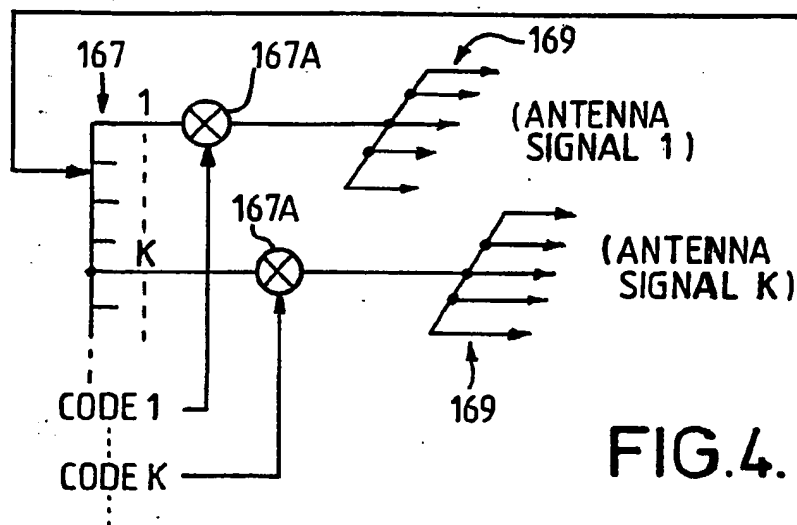 167
167A
169
1
(ANTENNA
SIGNAL 1)
167A
K
(ANTENNA
SIGNAL K)
CODE 1
169
CODE K
FIG.4.